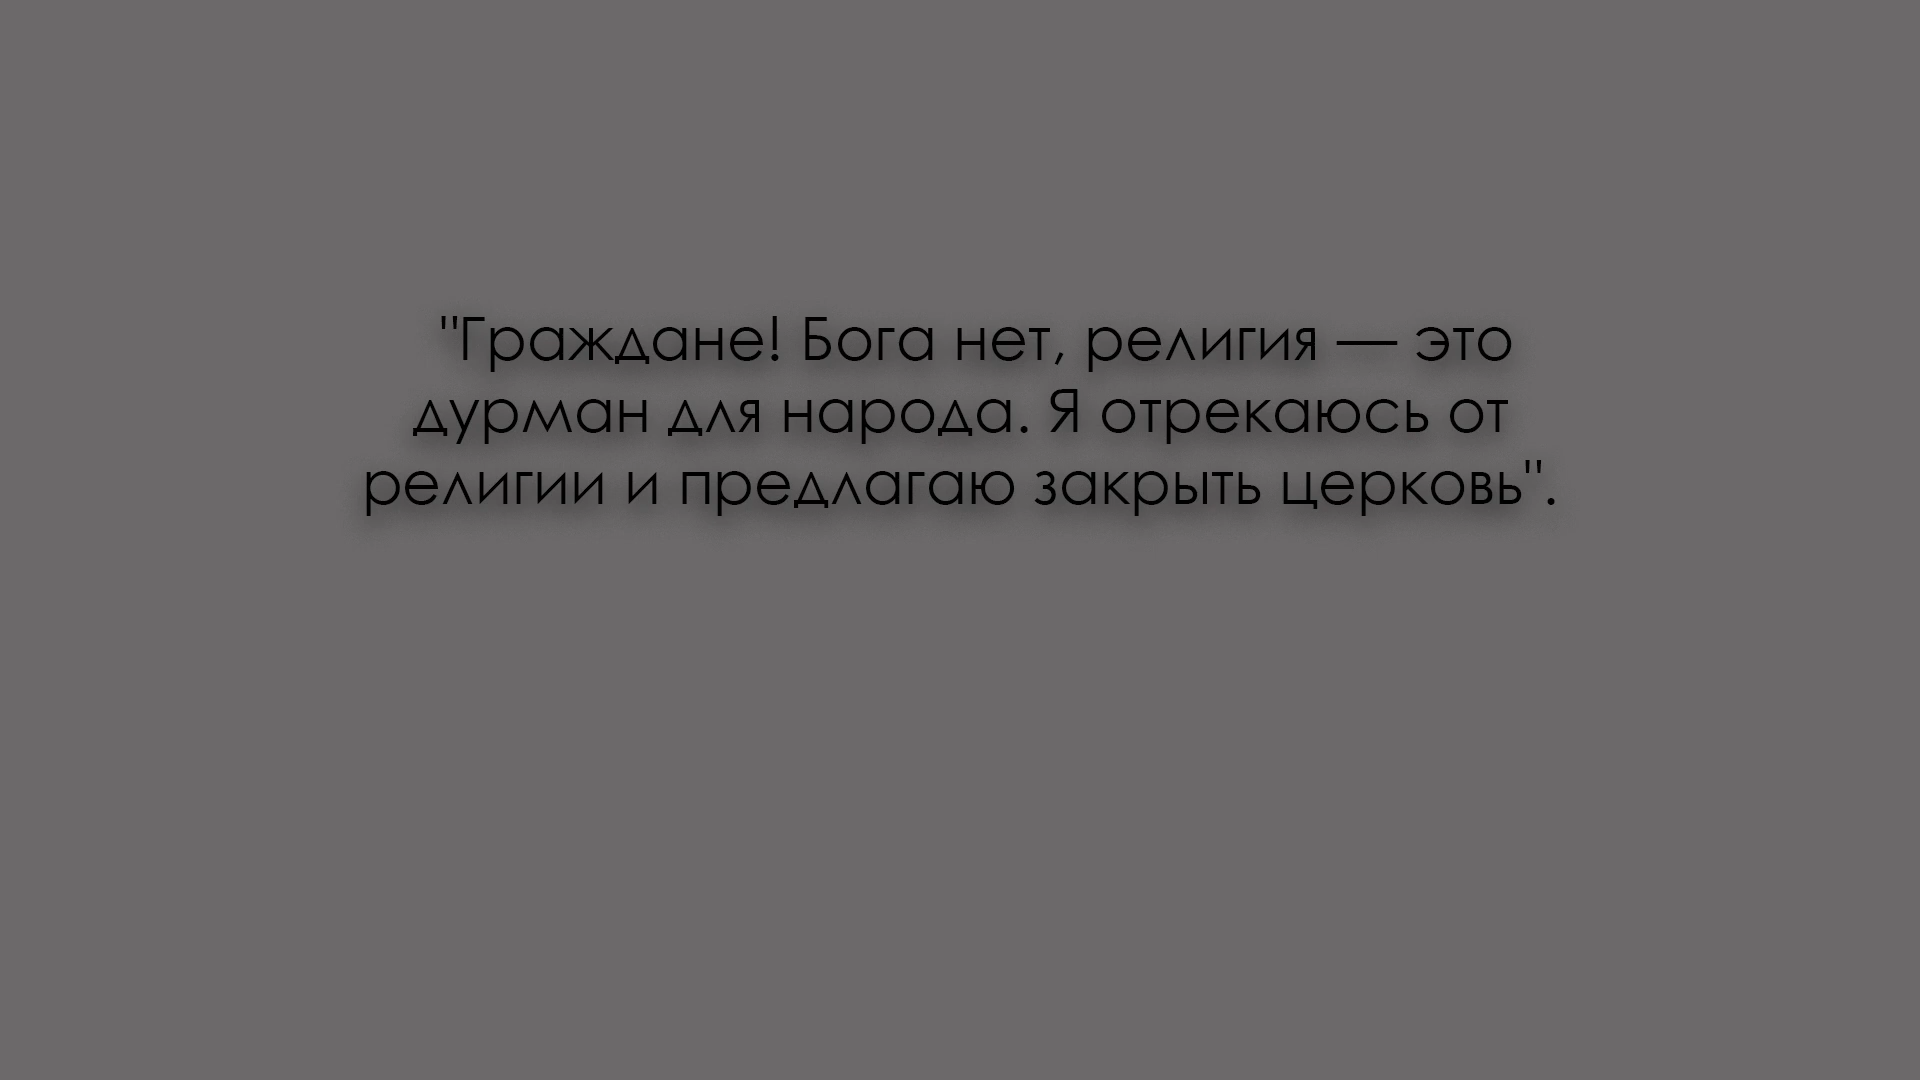 "Граждане! Бога нет, религия — это
дурман для народа. Я отрекаюсь от
религии и предлагаю закрыть церковь".